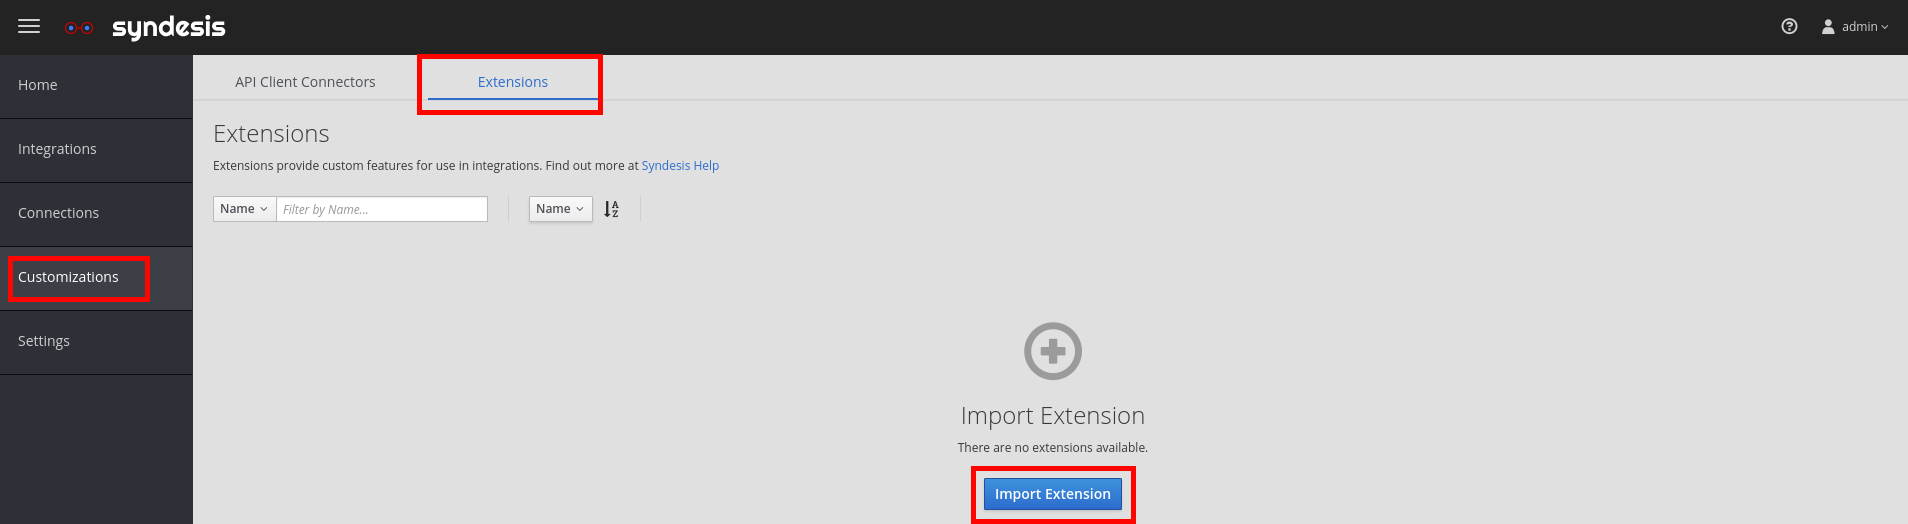 syndesis
admin
Home
Integrations
Connections
Customizations
Settings
API Client Connectors
Extensions
Extensions
Extensions provide custom features for use in integrations. Find out more at Syndesis Help
Name Filter by Name... Name A Z
Import Extension
There are no extensions available.
Import Extension